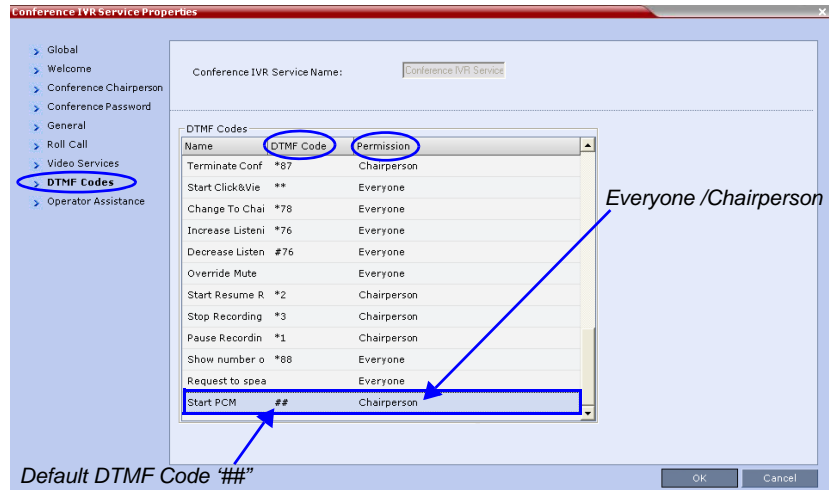 Conference IVR Service Properties x
Global
Welcome
Conference Chairperson
Conference Password
General
Roll Call
Video Services
DTMF Codes
Operator Assistance
Conference IVR Service Name: Conference IVR Service
DTMF Codes
Name DTMF Code Permission
Terminate Conf *87 Chairperson
Start Click&Vie ** Everyone
Change To Chai *78 Everyone
Increase Listeni *76 Everyone
Decrease Listen #76 Everyone
Override Mute Everyone
Start Resume R *2 Chairperson
Stop Recording *3 Chairperson
Pause Recordin *1 Chairperson
Show number o *88 Everyone
Request to spea Everyone
Start PCM ## Chairperson
Everyone /Chairperson
Default DTMF Code ‘##”
OK Cancel